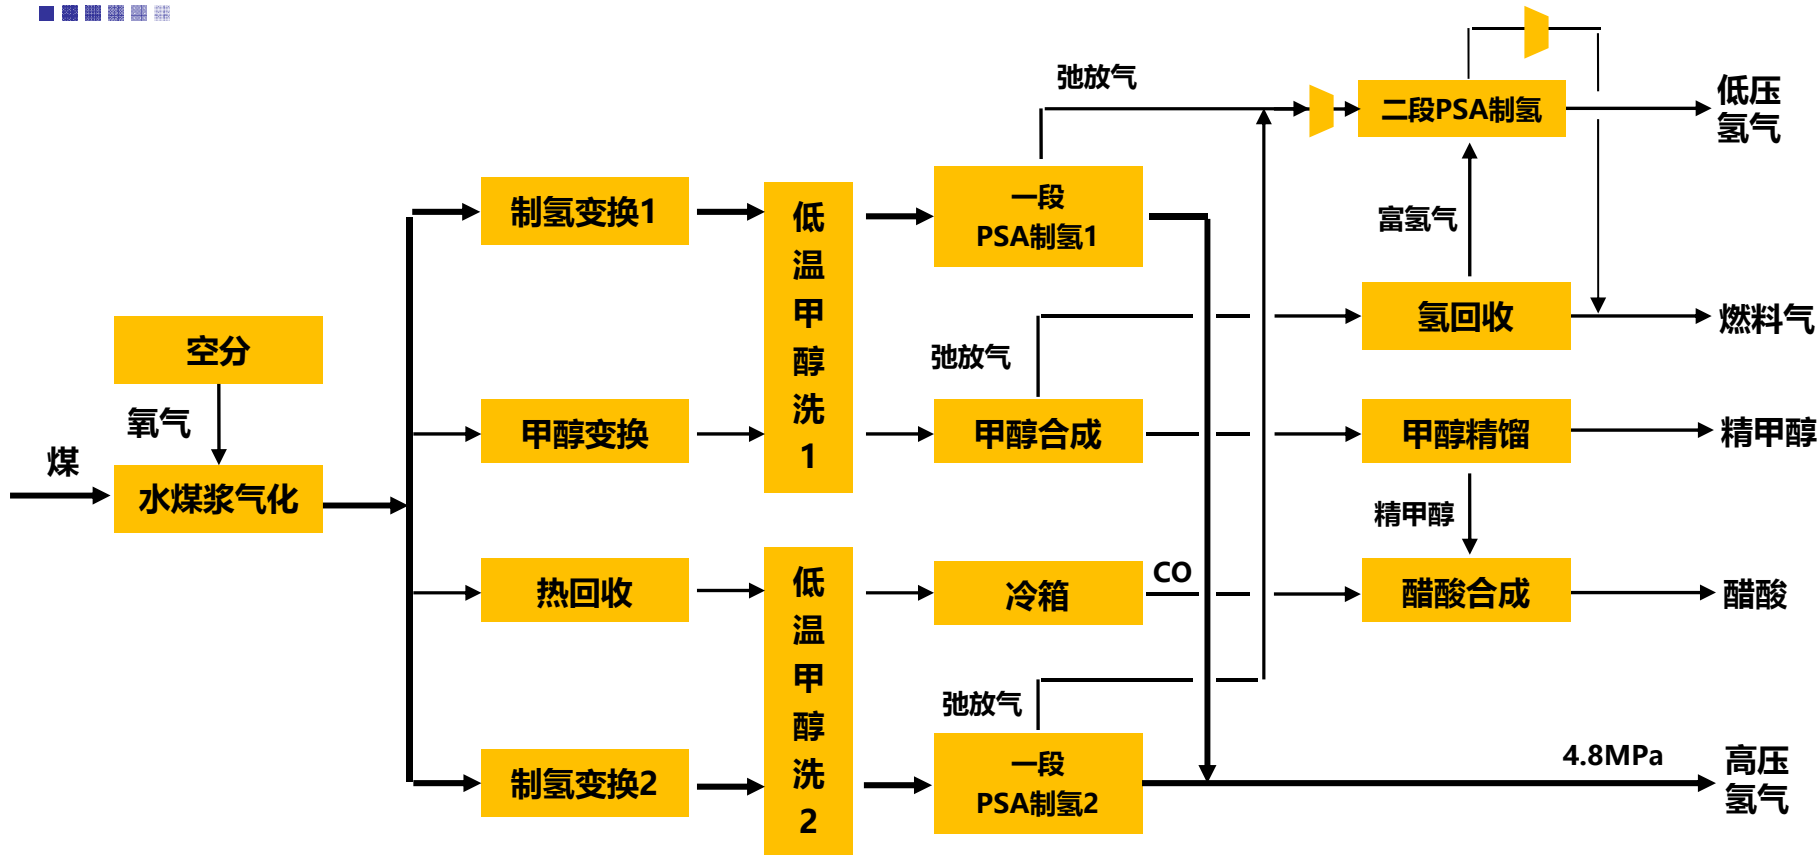 弛放气
二段PSA制氢
低压
氢气
制氢变换1
低温甲醇洗1
一段
PSA制氢1
富氢气
空分
氧气
煤
水煤浆气化
弛放气
氢回收
燃料气
甲醇变换
甲醇合成
甲醇精馏
精甲醇
精甲醇
热回收
低温甲醇洗2
冷箱
CO
醋酸合成
醋酸
弛放气
制氢变换2
一段
PSA制氢2
4.8MPa
高压
氢气